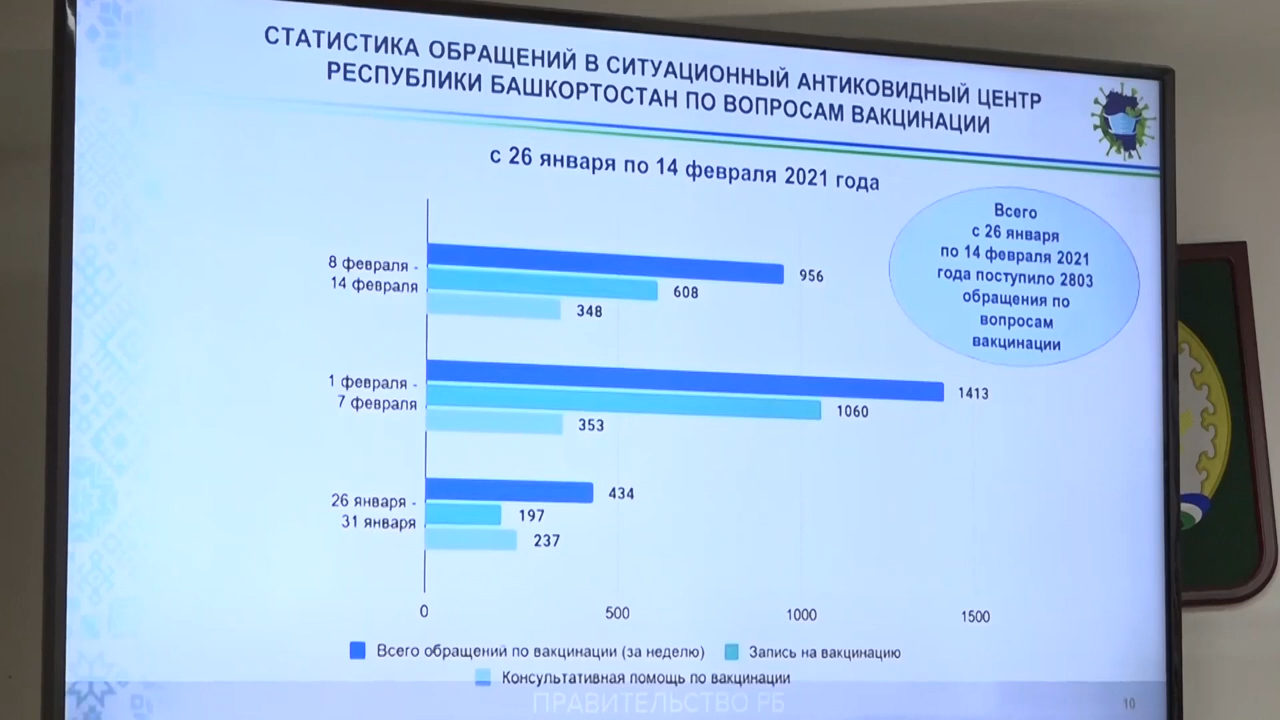 СТАТИСТИКА ОБРАЩЕНИЙ В СИТУАЦИОННЫЙ АНТИКОВИДНЫЙ ЦЕНТР
РЕСПУБЛИКИ БАШКОРТОСТАН ПО ВОПРОСАМ ВАКЦИНАЦИИ
с 26 января по 14 февраля 2021 года
Всего
с 26 января
по 14 февраля 2021
года поступило 2803
обращения по
вопросам
вакцинации
8 февраля -
14 февраля
956
608
348
1 февраля -
7 февраля
1413
1060
353
26 января -
31 января
434
197
237
0 500 1000 1500
Всего обращений по вакцинации (за неделю) Запись на вакцинацию
Консультативная помощь по вакцинации
ПРАВИТЕЛЬСТВО РБ
10